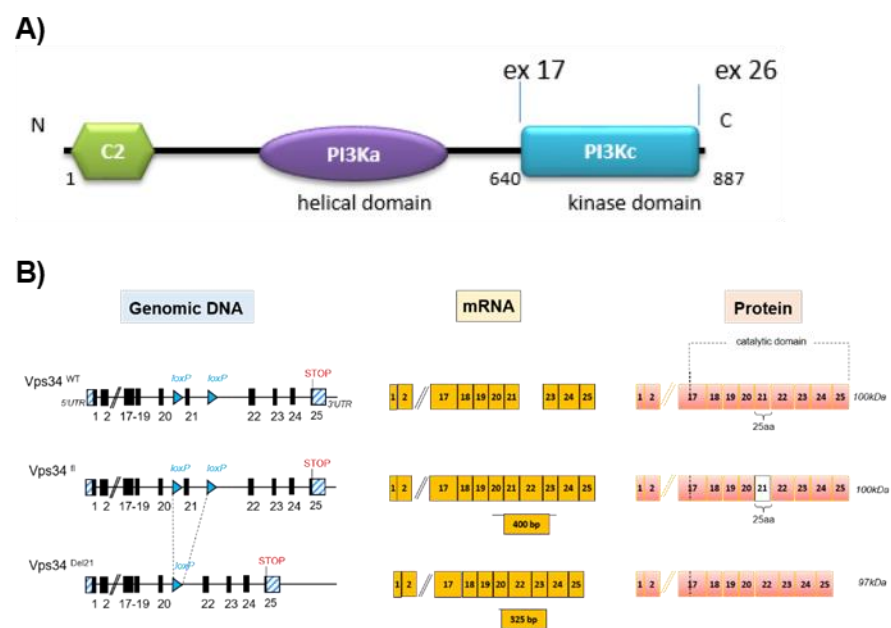 A)
ex 17
ex 26
N
C
C2
PI3Ka
PI3Kc
1
640
887
helical domain
kinase domain
B)
Genomic DNA
mRNA
Protein
catalytic domain
Vps34 WT
loxP
loxP
STOP
5'UTR
3'UTR
1 2 17-19 20 21 22 23 24 25
1 2 17 18 19 20 21 23 24 25
1 2 17 18 19 20 21 22 23 24 25
100kDa
25aa
Vps34 fl
loxP
loxP
STOP
1 2 17-19 20 21 22 23 24 25
1 2 17 18 19 20 21 22 23 24 25
400 bp
1 2 17 18 19 20 21 22 23 24 25
100kDa
25aa
Vps34 Del21
loxP
STOP
1 2 17-19 20 22 23 24 25
1 2 17 18 19 20 22 23 24 25
325 bp
1 2 17 18 19 20 22 23 24 25
97kDa